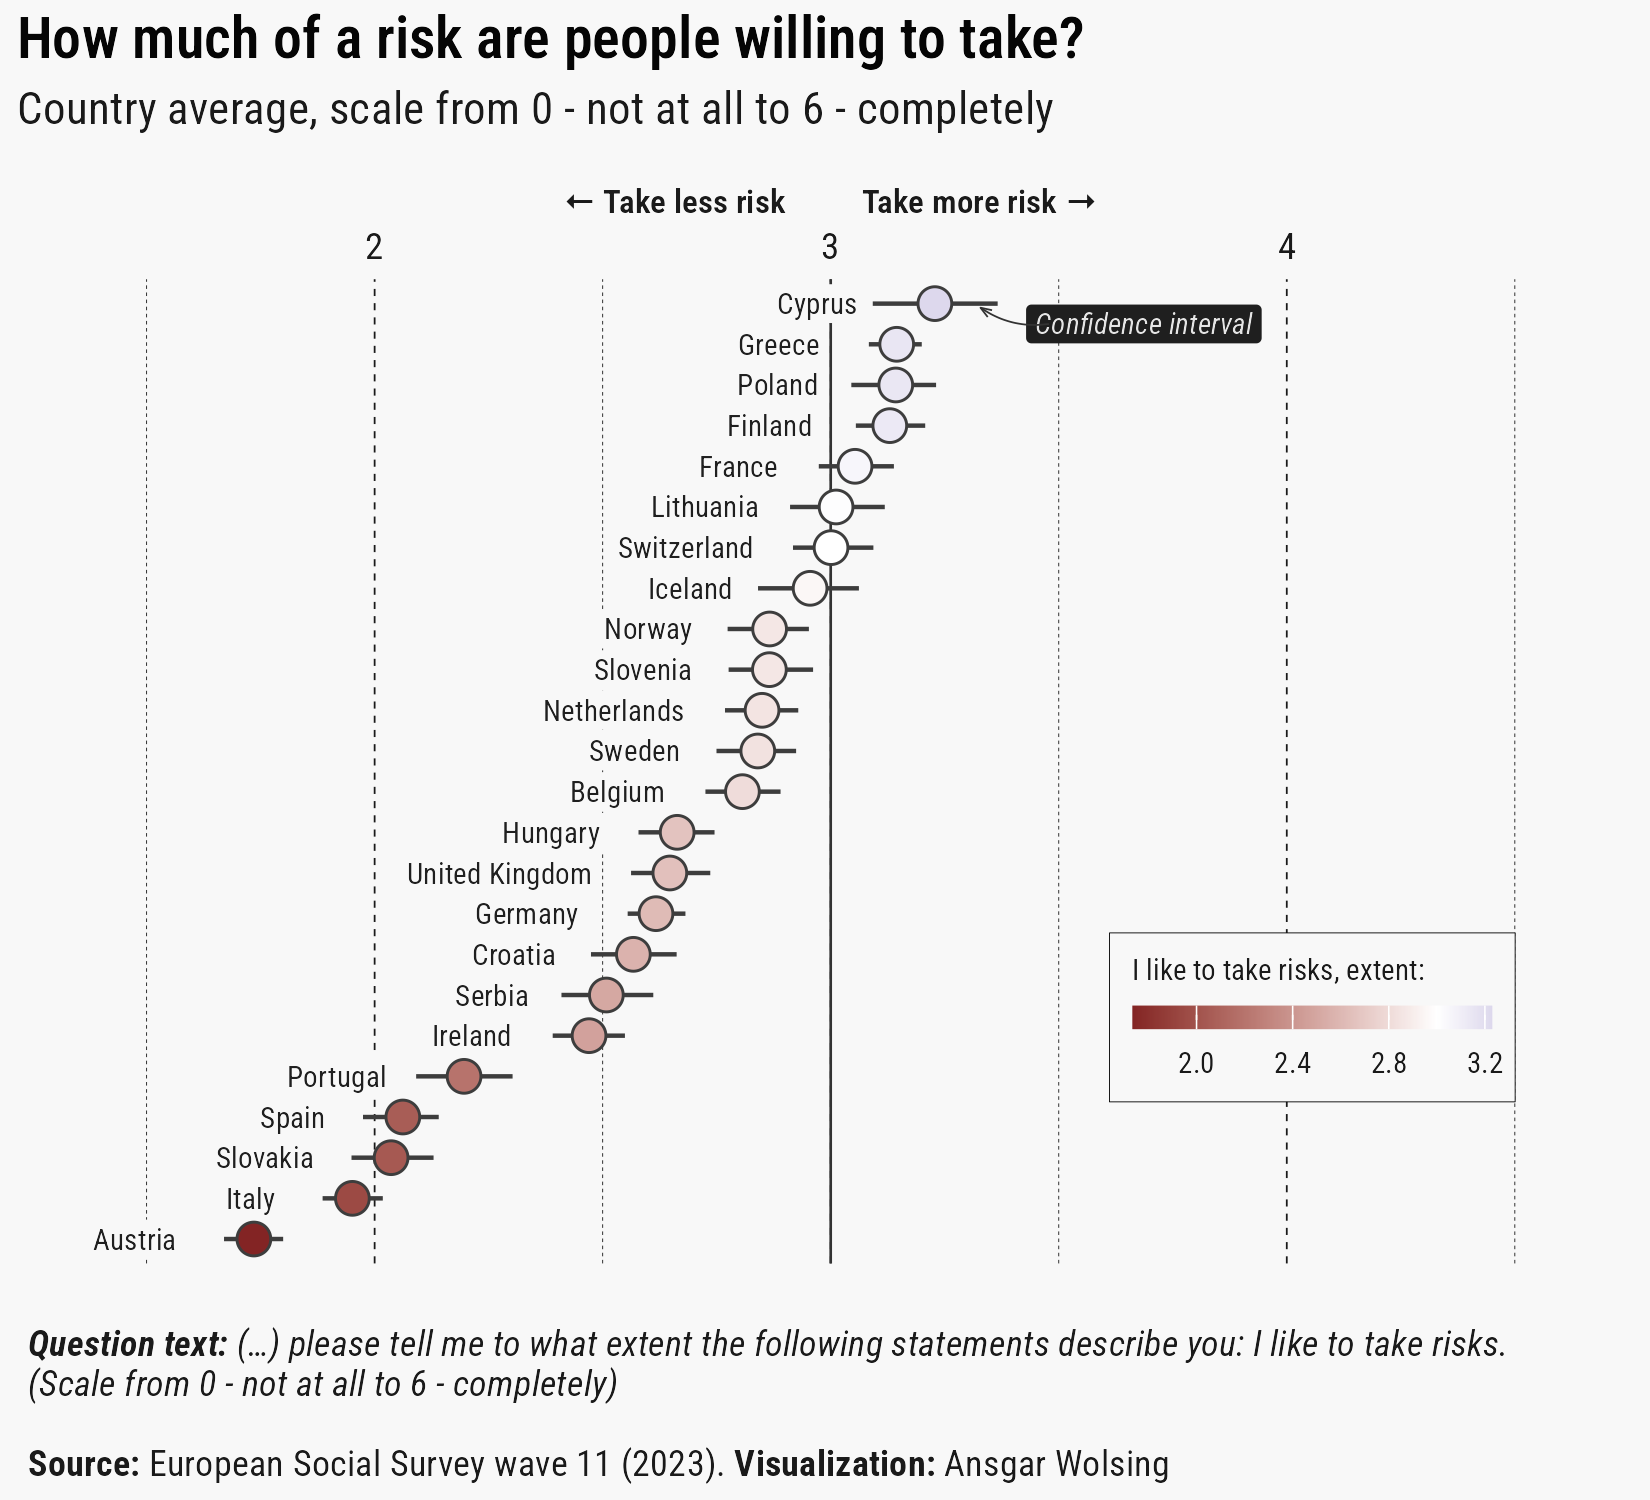 How much of a risk are people willing to take?
Country average, scale from 0 - not at all to 6 - completely
← Take less risk Take more risk →
2 3 4
Cyprus
Confidence interval
Greece
Poland
Finland
France
Lithuania
Switzerland
Iceland
Norway
Slovenia
Netherlands
Sweden
Belgium
Hungary
United Kingdom
Germany
Croatia
Serbia
Ireland
Portugal
Spain
Slovakia
Italy
Austria
I like to take risks, extent:
2.0 2.4 2.8 3.2
Question text: (…) please tell me to what extent the following statements describe you: I like to take risks.
(Scale from 0 - not at all to 6 - completely)
Source: European Social Survey wave 11 (2023). Visualization: Ansgar Wolsing